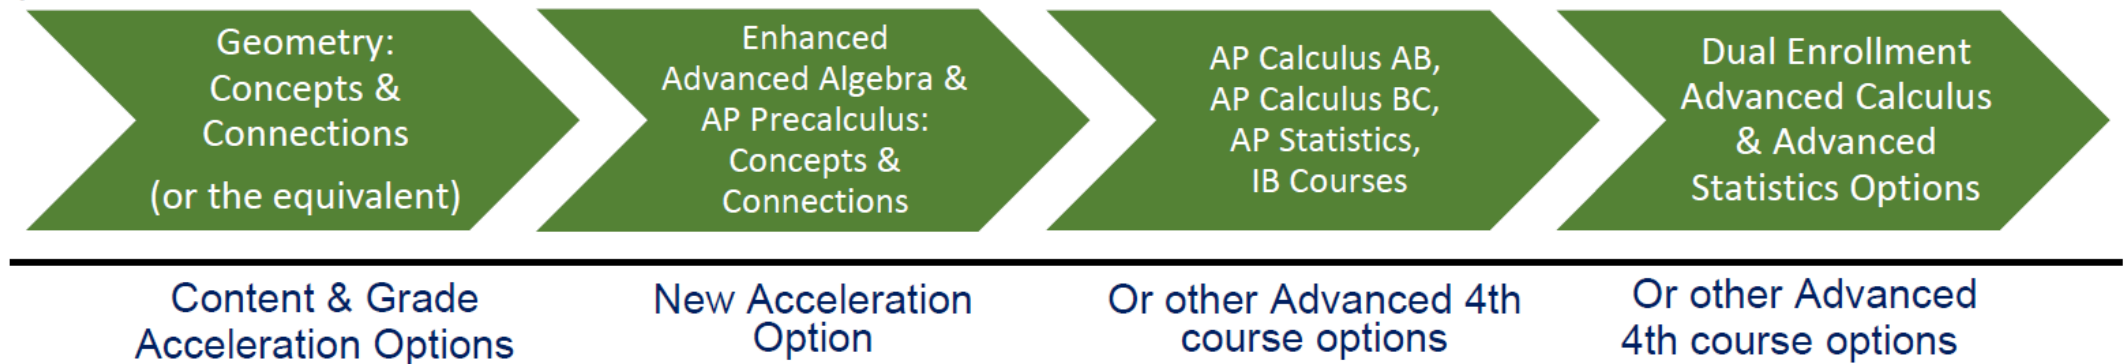 Geometry:
Concepts &
Connections
(or the equivalent)
Enhanced
Advanced Algebra &
AP Precalculus:
Concepts &
Connections
AP Calculus AB,
AP Calculus BC,
AP Statistics,
IB Courses
Dual Enrollment
Advanced Calculus
& Advanced
Statistics Options
Content & Grade
Acceleration Options
New Acceleration
Option
Or other Advanced 4th
course options
Or other Advanced
4th course options